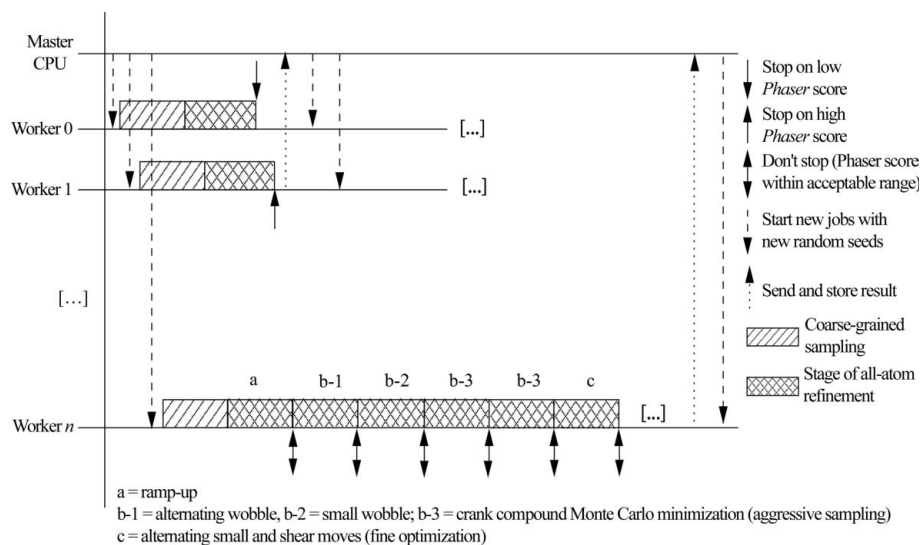 Master
CPU
Worker 0
[...]
Worker 1
[...]
[...]
a
b-1
b-2
b-3
b-3
c
Worker n
[...]
Stop on low
Phaser score
Stop on high
Phaser score
Don't stop (Phaser score
within acceptable range)
Start new jobs with
new random seeds
Send and store result
Coarse-grained
sampling
Stage of all-atom
refinement
a = ramp-up
b-1 = alternating wobble, b-2 = small wobble; b-3 = crank compound Monte Carlo minimization (aggressive sampling)
c = alternating small and shear moves (fine optimization)